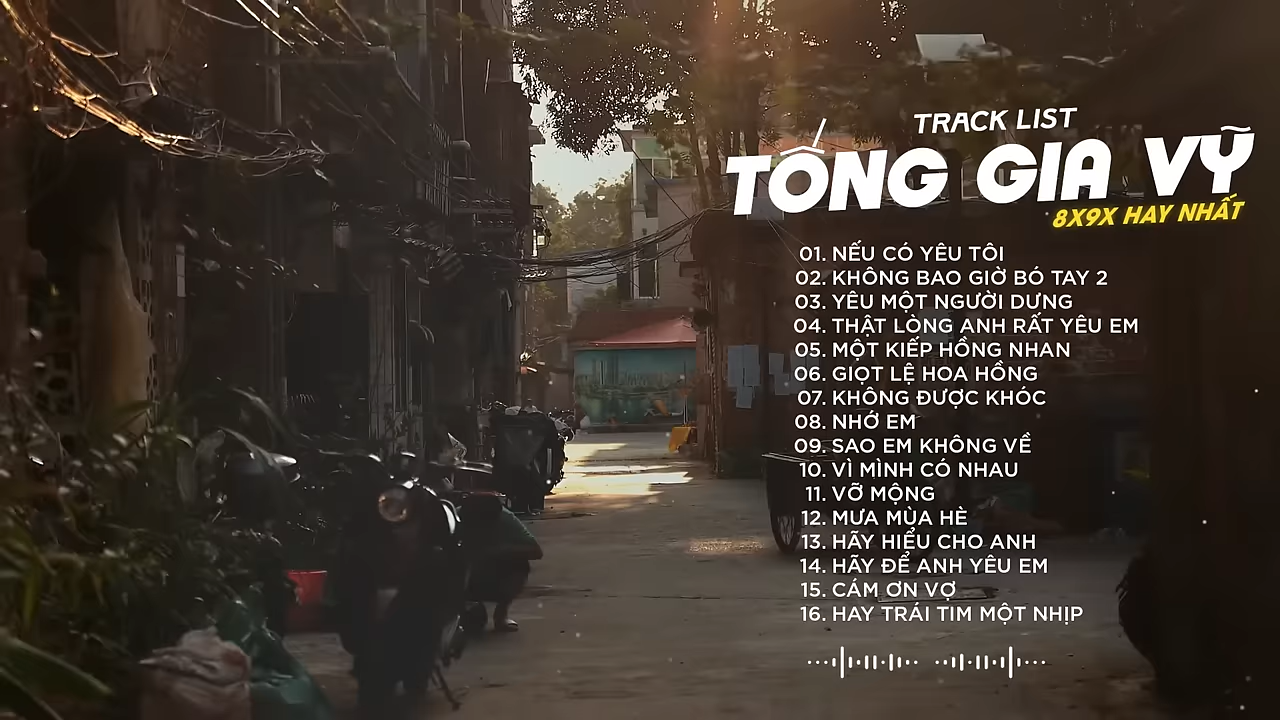 TRACK LIST
TỐNG GIA VỸ
8X9X HAY NHẤT
01. NẾU CÓ YÊU TÔI
02. KHÔNG BAO GIỜ BÓ TAY 2
03. YÊU MỘT NGƯỜI DƯNG
04. THẬT LÒNG ANH RẤT YÊU EM
05. MỘT KIẾP HỒNG NHAN
06. GIỌT LỆ HOA HỒNG
07. KHÔNG ĐƯỢC KHÓC
08. NHỚ EM
09. SAO EM KHÔNG VỀ
10. VÌ MÌNH CÓ NHAU
11. VỠ MỘNG
12. MƯA MÙA HÈ
13. HÃY HIỂU CHO ANH
14. HÃY ĐỂ ANH YÊU EM
15. CÁM ƠN VỢ
16. HAY TRÁI TIM MỘT NHỊP